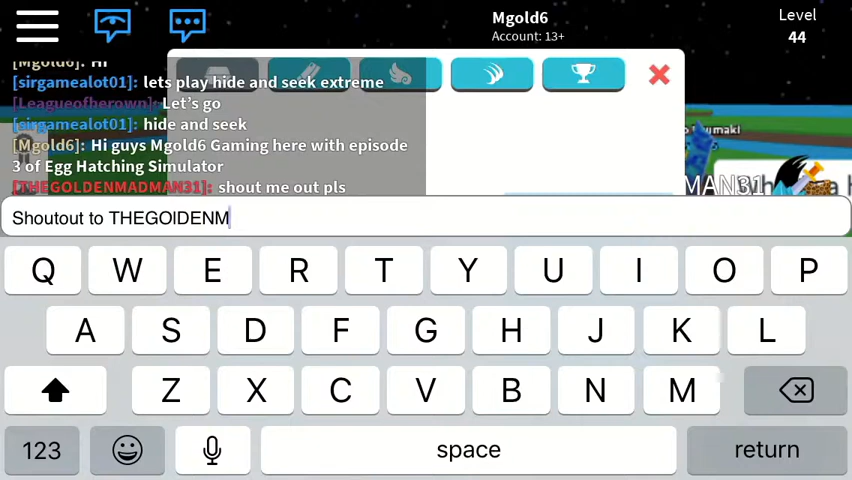 Mgold6
Account: 13+
Level
44
[Mgold6]: Hi
[sirgamealot01]: lets play hide and seek extreme
[Leagueofherown]: Let's go
[sirgamealot01]: hide and seek
[Mgold6]: Hi guys Mgold6 Gaming here with episode
3 of Egg Hatching Simulator
[THEGOLDENMADMAN31]: shout me out pls
MAN31
Shoutout to THEGOIDENM
Q W E R T Y U I O P
A S D F G H J K L
Z X C V B N M
123 space return